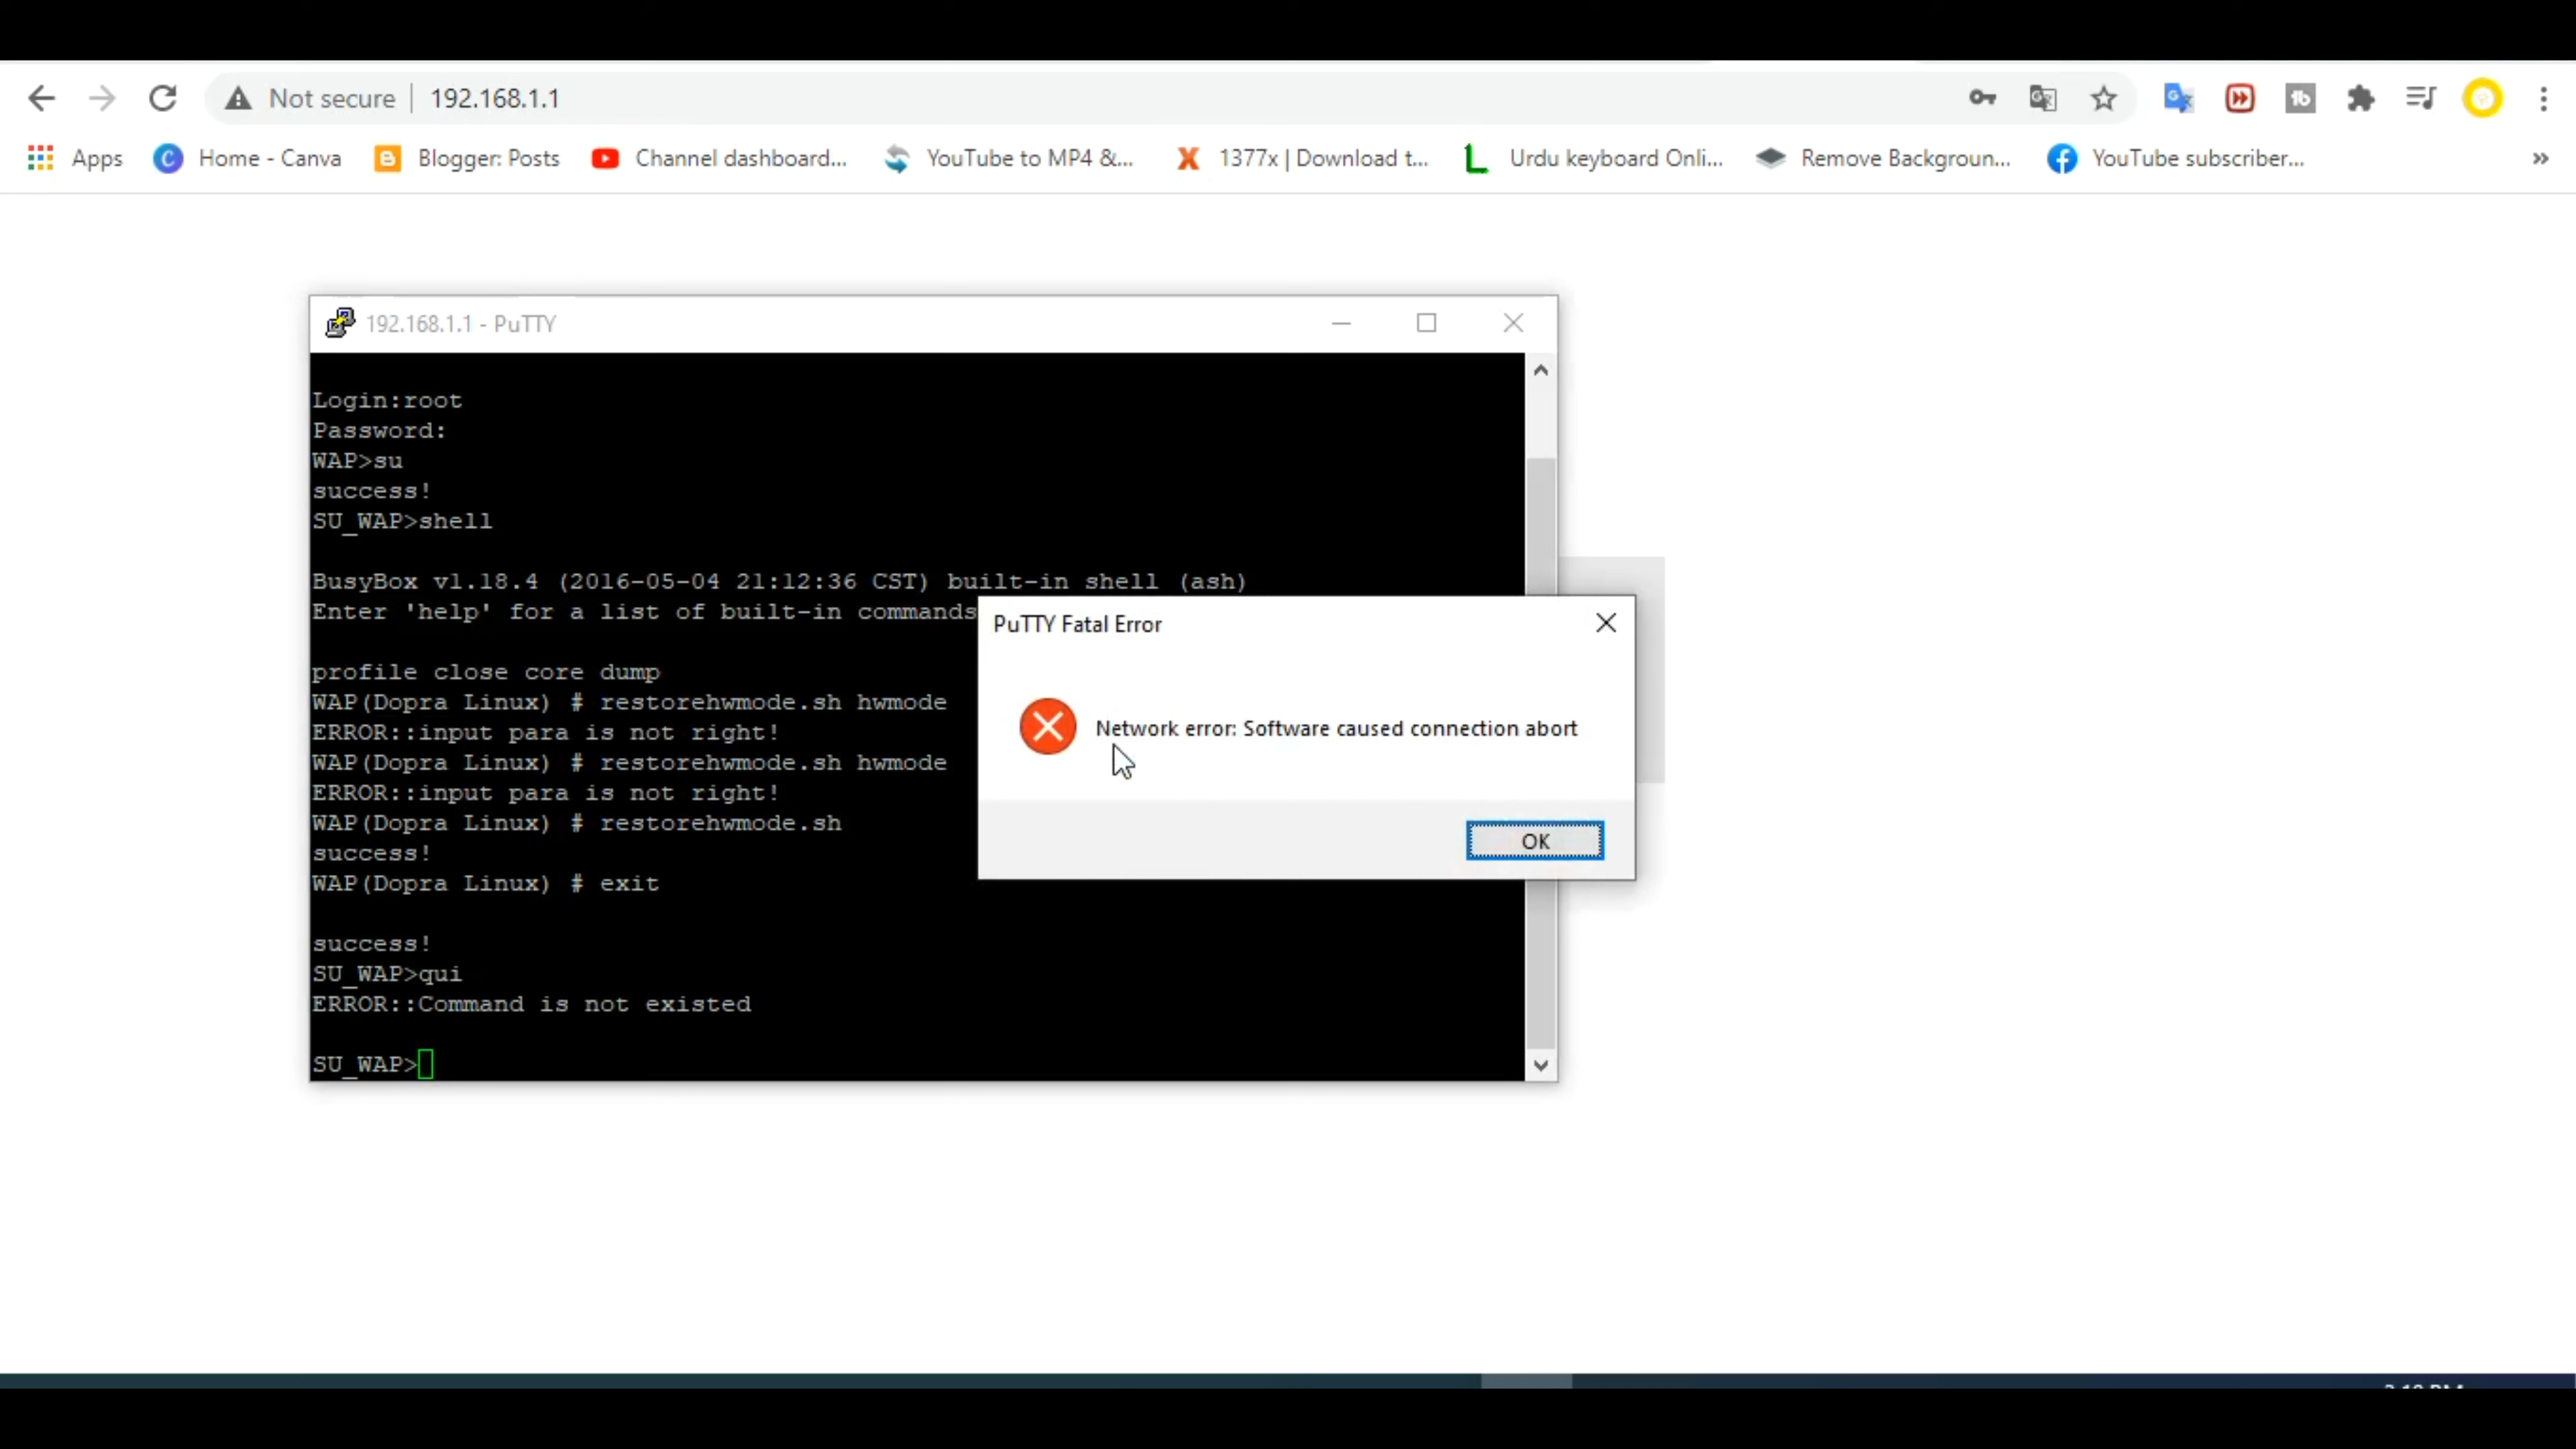 Not secure 192.168.1.1
Apps Home - Canva Blogger: Posts Channel dashboard... YouTube to MP4 &... 1377x | Download t... Urdu keyboard Onli... Remove Backgroun... YouTube subscriber... »
192.168.1.1 - PuTTY
Login:root
Password:
WAP>su
success!
SU_WAP>shell
BusyBox v1.18.4 (2016-05-04 21:12:36 CST) built-in shell (ash)
Enter 'help' for a list of built-in commands
profile close core dump
WAP(Dopra Linux) # restorehwmode.sh hwmode
ERROR::input para is not right!
WAP(Dopra Linux) # restorehwmode.sh hwmode
ERROR::input para is not right!
WAP(Dopra Linux) # restorehwmode.sh
success!
WAP(Dopra Linux) # exit
success!
SU_WAP>qui
ERROR::Command is not existed
SU_WAP>
PuTTY Fatal Error
Network error: Software caused connection abort
OK